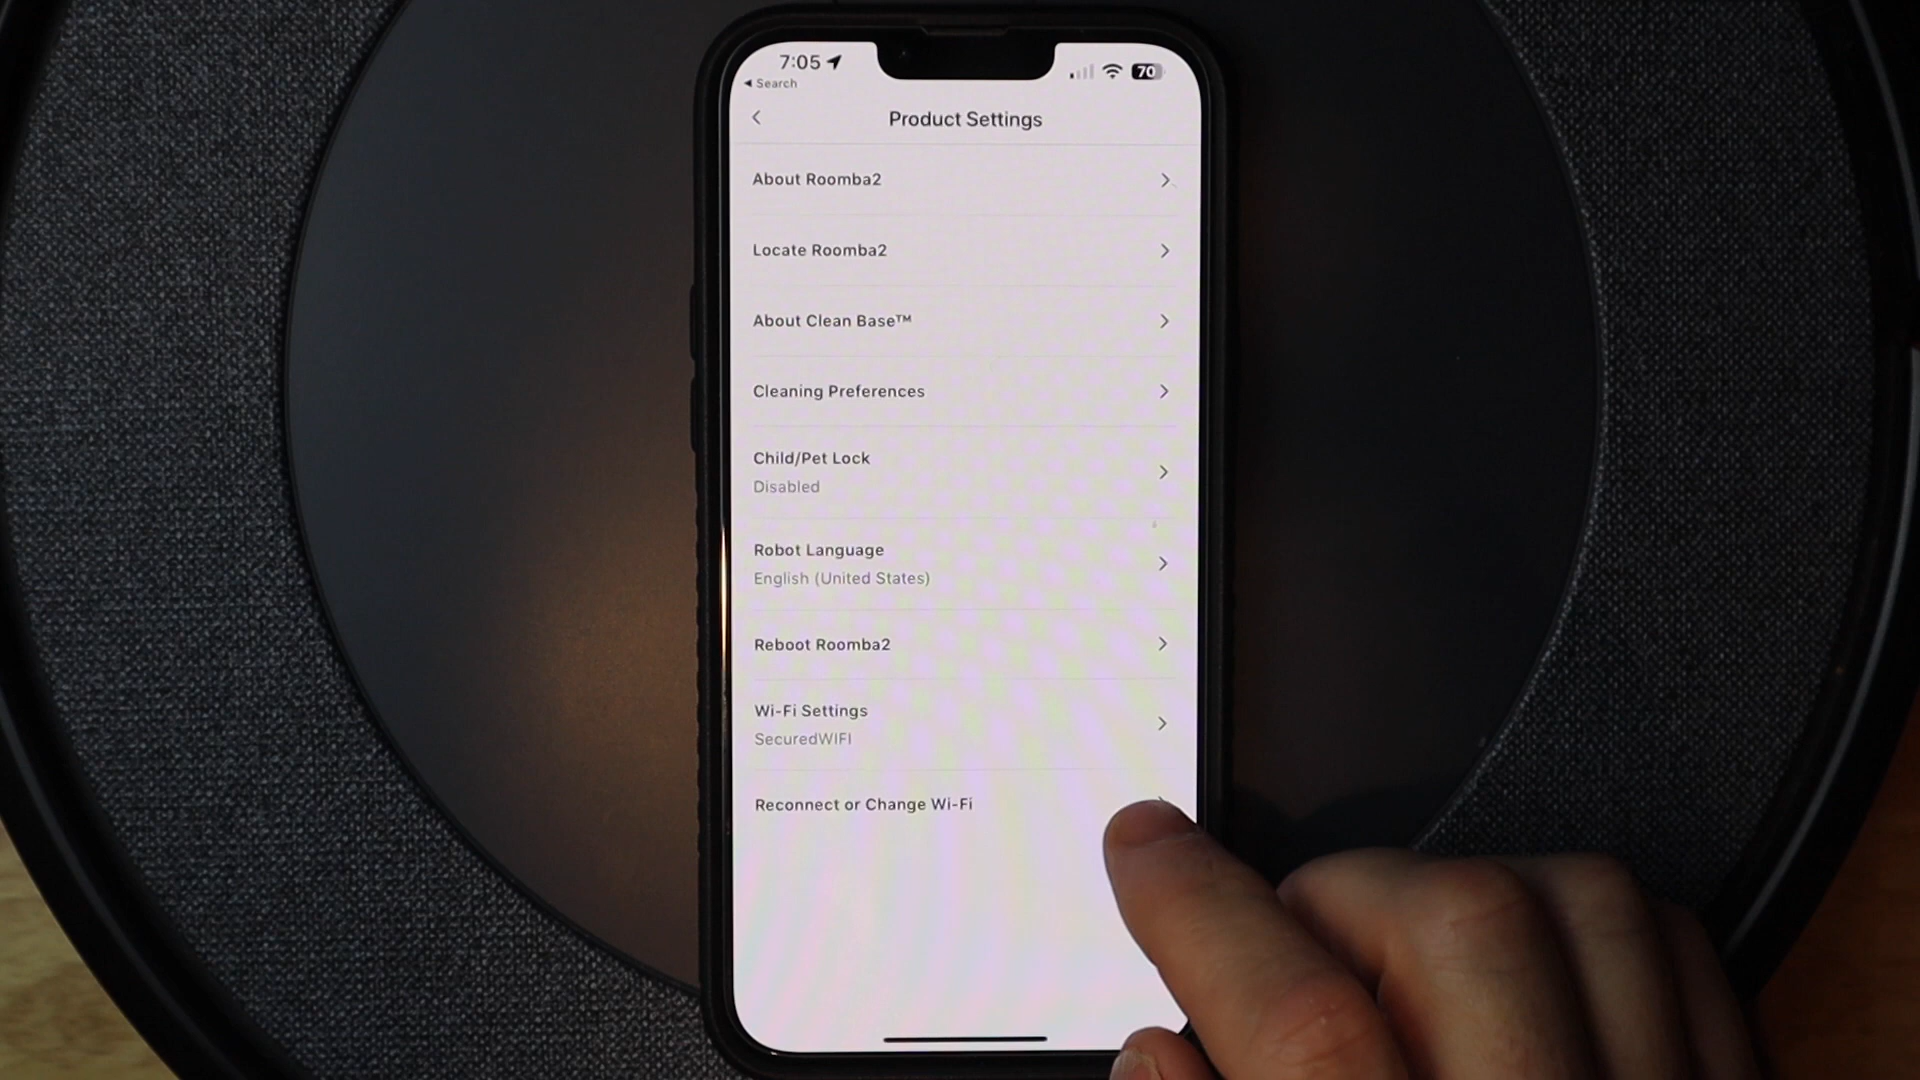 7:05
Search
70
Product Settings
About Roomba2
Locate Roomba2
About Clean Base™
Cleaning Preferences
Child/Pet Lock
Disabled
Robot Language
English (United States)
Reboot Roomba2
Wi-Fi Settings
SecuredWIFI
Reconnect or Change Wi-Fi